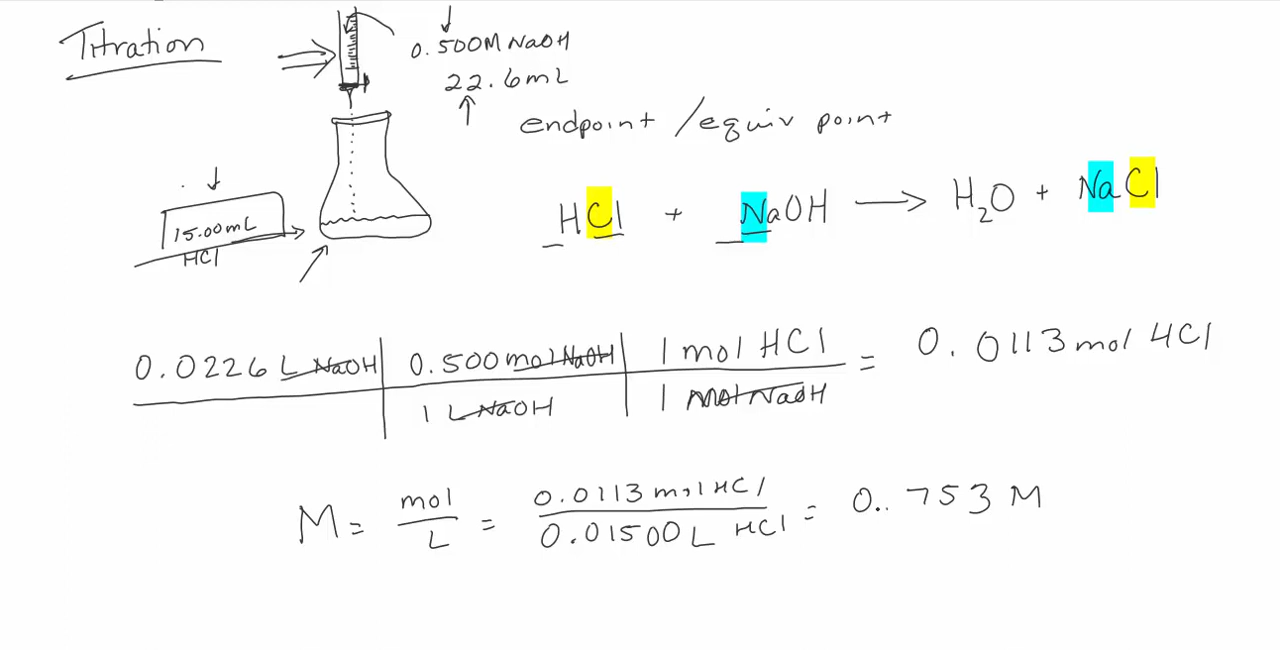 Titration
0.500M NaOH
22.6mL
endpoint /equiv point
15.00mL
HCl
HCl + NaOH → H₂O + NaCl
0.0226 L NaOH | 0.500 mol NaOH | 1 mol HCl = 0.0113 mol HCl
1 L NaOH | 1 mol NaOH
M = mol/L = 0.0113 mol HCl / 0.01500 L HCl = 0..753 M